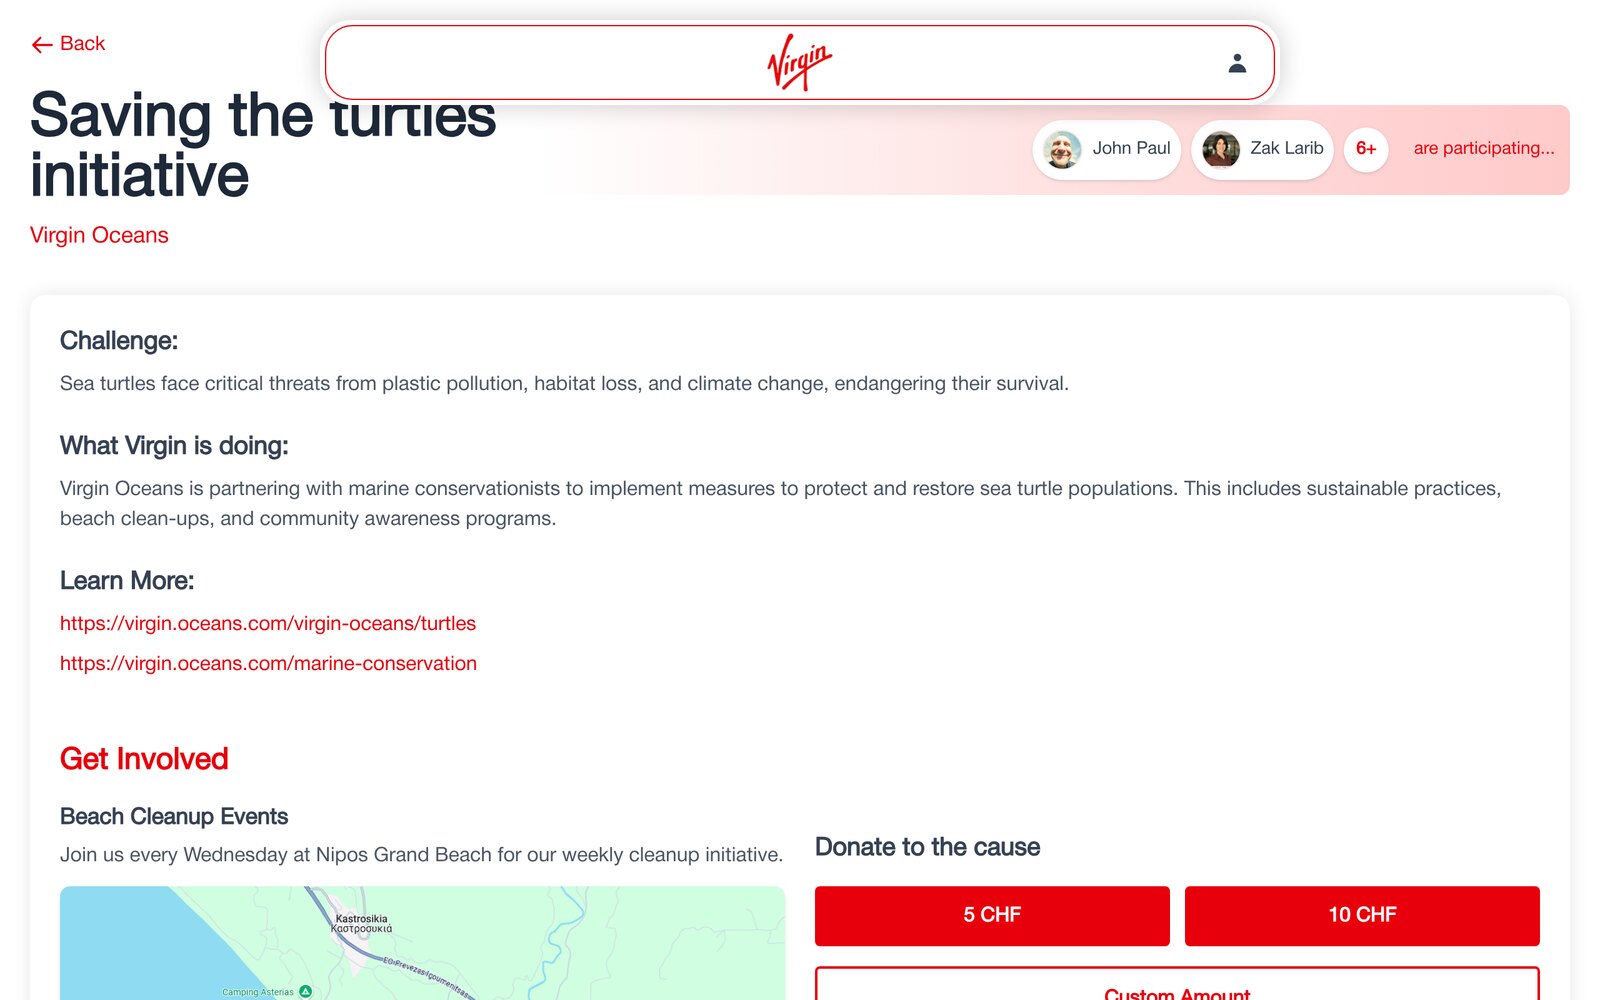 Back
Virgin
Saving the turtles
initiative
John Paul
Zak Larib
6+
are participating...
Virgin Oceans
Challenge:
Sea turtles face critical threats from plastic pollution, habitat loss, and climate change, endangering their survival.
What Virgin is doing:
Virgin Oceans is partnering with marine conservationists to implement measures to protect and restore sea turtle populations. This includes sustainable practices,
beach clean-ups, and community awareness programs.
Learn More:
https://virgin.oceans.com/virgin-oceans/turtles
https://virgin.oceans.com/marine-conservation
Get Involved
Beach Cleanup Events
Join us every Wednesday at Nipos Grand Beach for our weekly cleanup initiative.
Kastrosikia
Καστροσυκιά
EO Prevezas Igoumenitsas
Camping Asterias
Donate to the cause
5 CHF
10 CHF
Custom Amount